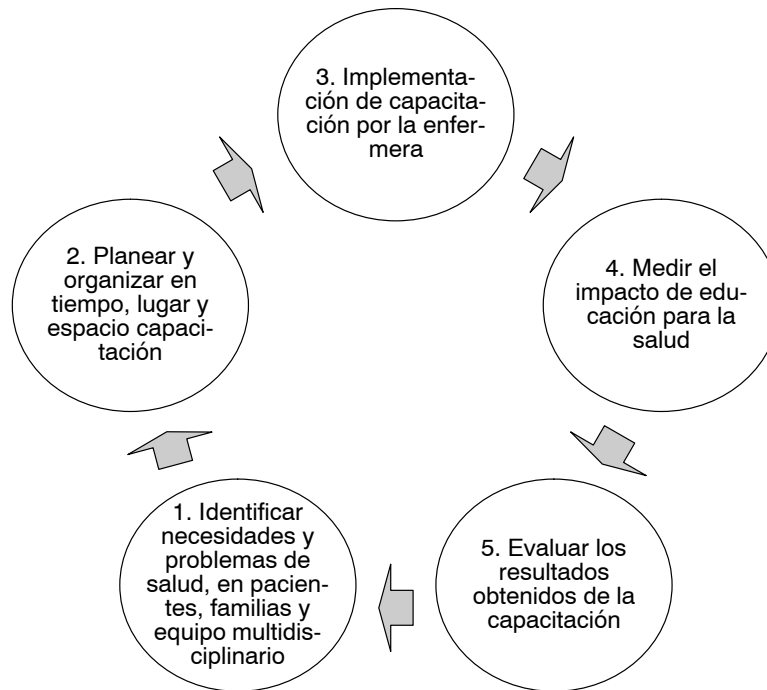 3. Implementa-
ción de capacita-
ción por la enfer-
mera
2. Planear y
organizar en
tiempo, lugar y
espacio capaci-
tación
4. Medir el
impacto de edu-
cación para la
salud
1. Identificar
necesidades y
problemas de
salud, en pacien-
tes, familias y
equipo multidis-
ciplinario
5. Evaluar los
resultados
obtenidos de la
capacitación